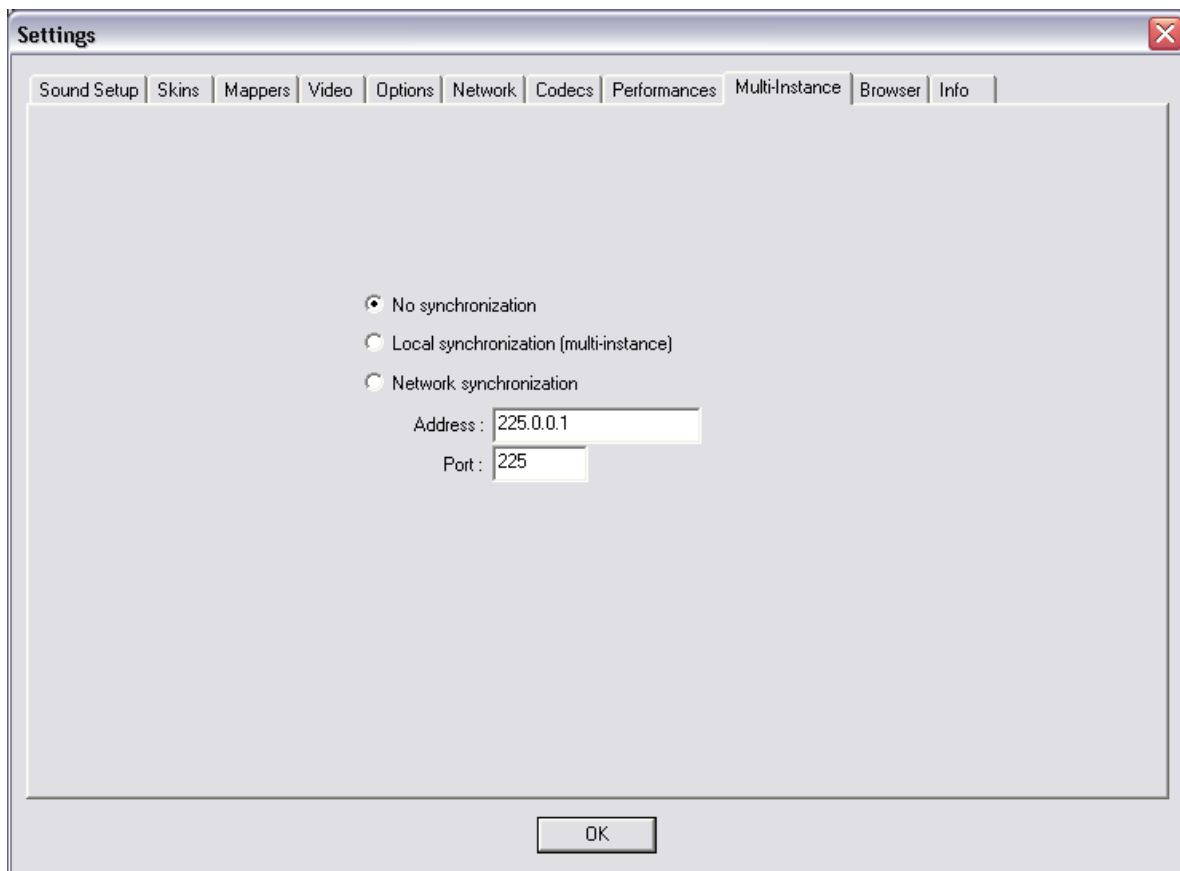 Settings
Sound Setup Skins Mappers Video Options Network Codecs Performances Multi-Instance Browser Info
No synchronization
Local synchronization (multi-instance)
Network synchronization
Address : 225.0.0.1
Port : 225
OK